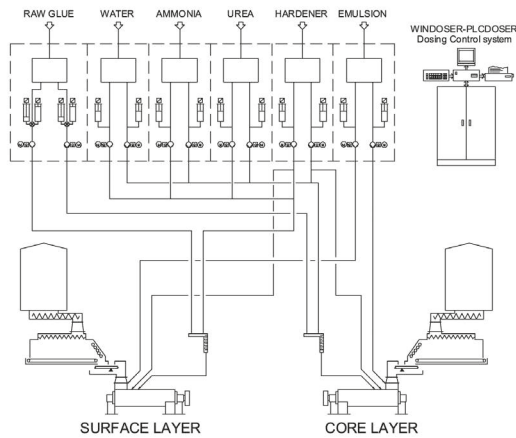 RAW GLUE WATER AMMONIA UREA HARDENER EMULSION
WINDOSER-PLCDOSER
Dosing Control system
SURFACE LAYER CORE LAYER